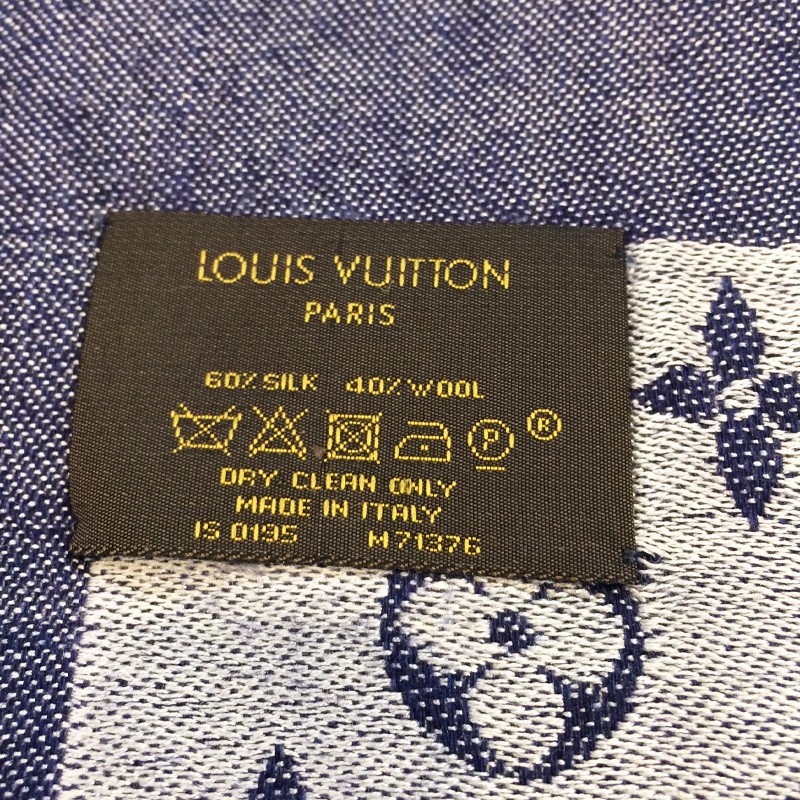 LOUIS VUITTON
PARIS
60% SILK 40% WOOL
P ®
DRY CLEAN ONLY
MADE IN ITALY
IS 0195 M71376